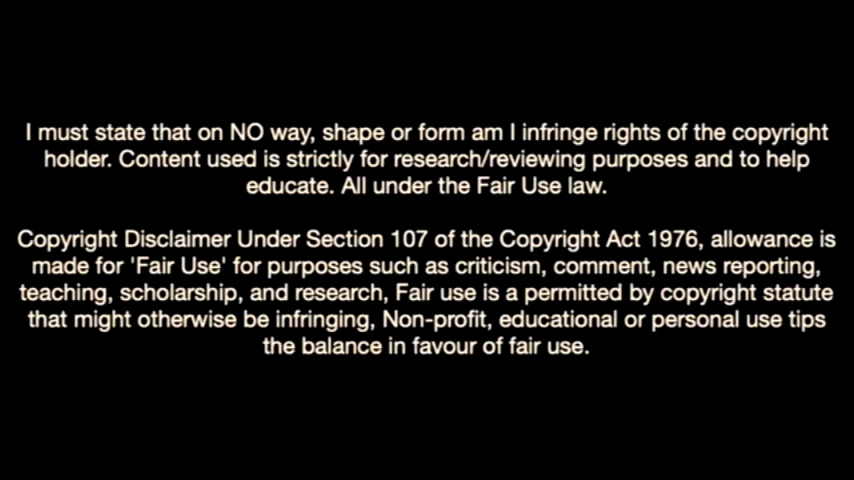 I must state that on NO way, shape or form am I infringe rights of the copyright
holder. Content used is strictly for research/reviewing purposes and to help
educate. All under the Fair Use law.
Copyright Disclaimer Under Section 107 of the Copyright Act 1976, allowance is
made for 'Fair Use' for purposes such as criticism, comment, news reporting,
teaching, scholarship, and research, Fair use is a permitted by copyright statute
that might otherwise be infringing, Non-profit, educational or personal use tips
the balance in favour of fair use.